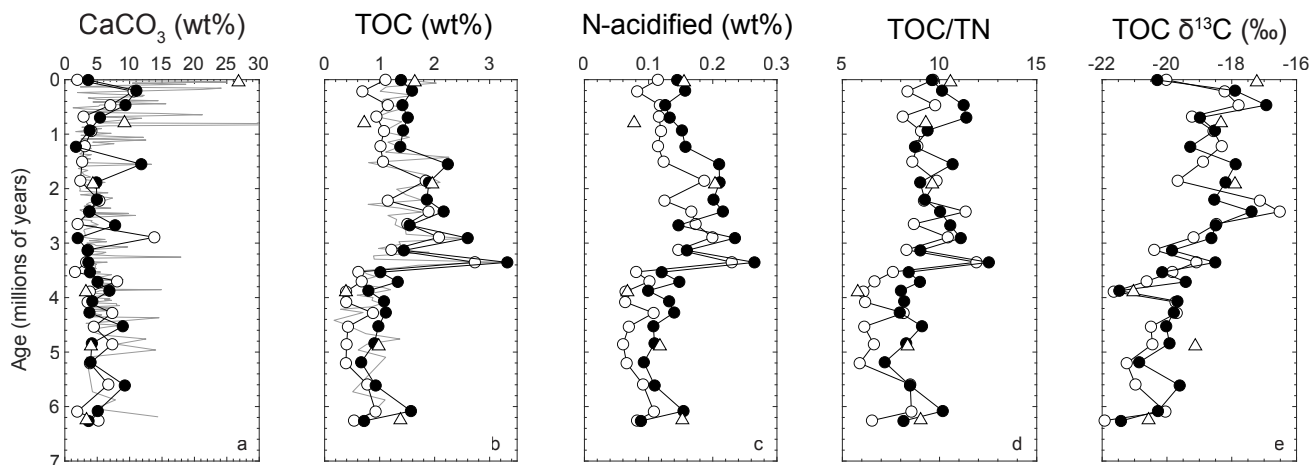 CaCO₃ (wt%) TOC (wt%) N-acidified (wt%) TOC/TN TOC δ¹³C (‰)
0 5 10 15 20 25 30 0 1 2 3 0 0.1 0.2 0.3 5 10 15 -22 -20 -18 -16
0
1
2
3
4
5
6
7
Age (millions of years)
a b c d e